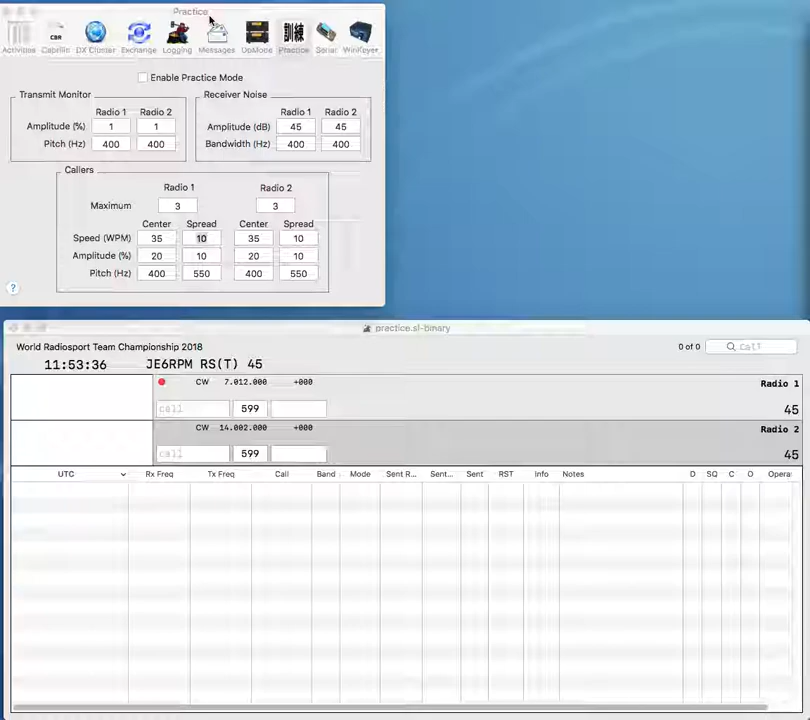 Practice
Activities Cabrillo DX Cluster Exchange Logging Messages OpMode Practice Serial WinKeyer
訓練
CBR
Enable Practice Mode
Transmit Monitor
Radio 1 Radio 2
Amplitude (%) 1 1
Pitch (Hz) 400 400
Receiver Noise
Radio 1 Radio 2
Amplitude (dB) 45 45
Bandwidth (Hz) 400 400
Callers
Radio 1 Radio 2
Maximum 3 3
Center Spread Center Spread
Speed (WPM) 35 10 35 10
Amplitude (%) 20 10 20 10
Pitch (Hz) 400 550 400 550
?
practice.sl-binary
World Radiosport Team Championship 2018 0 of 0 Call
11:53:36 JE6RPM RS(T) 45
CW 7.012.000 +000 Radio 1
call 599 45
CW 14.002.000 +000 Radio 2
call 599 45
UTC Rx Freq Tx Freq Call Band Mode Sent R... Sent... Sent RST Info Notes D SQ C O Opera